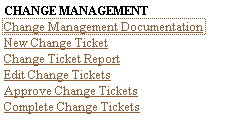 CHANGE MANAGEMENT
Change Management Documentation
New Change Ticket
Change Ticket Report
Edit Change Tickets
Approve Change Tickets
Complete Change Tickets